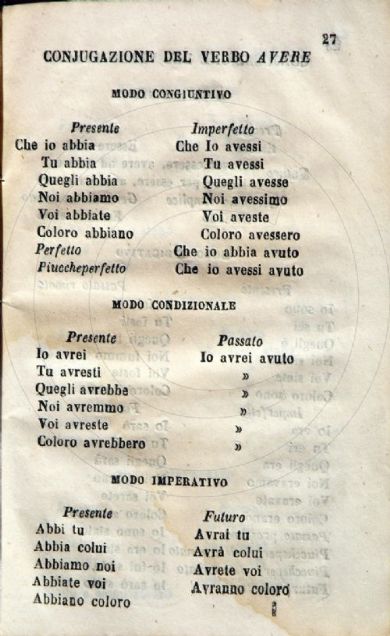 27
CONJUGAZIONE DEL VERBO AVERE
MODO CONGIUNTIVO
Presente Imperfetto
Che io abbia Che Io avessi
Tu abbia Tu avessi
Quegli abbia Quegli avesse
Noi abbiamo Noi avessimo
Voi abbiate Voi aveste
Coloro abbiano Coloro avessero
Perfetto Che io abbia avuto
Piuccheperfetto Che io avessi avuto
MODO CONDIZIONALE
Presente Passato
Io avrei Io avrei avuto
Tu avresti »
Quegli avrebbe »
Noi avremmo »
Voi avreste »
Coloro avrebbero »
MODO IMPERATIVO
Presente Futuro
Abbi tu Avrai tu
Abbia colui Avrà colui
Abbiamo noi Avrete voi
Abbiate voi Avranno coloro
Abbiano coloro